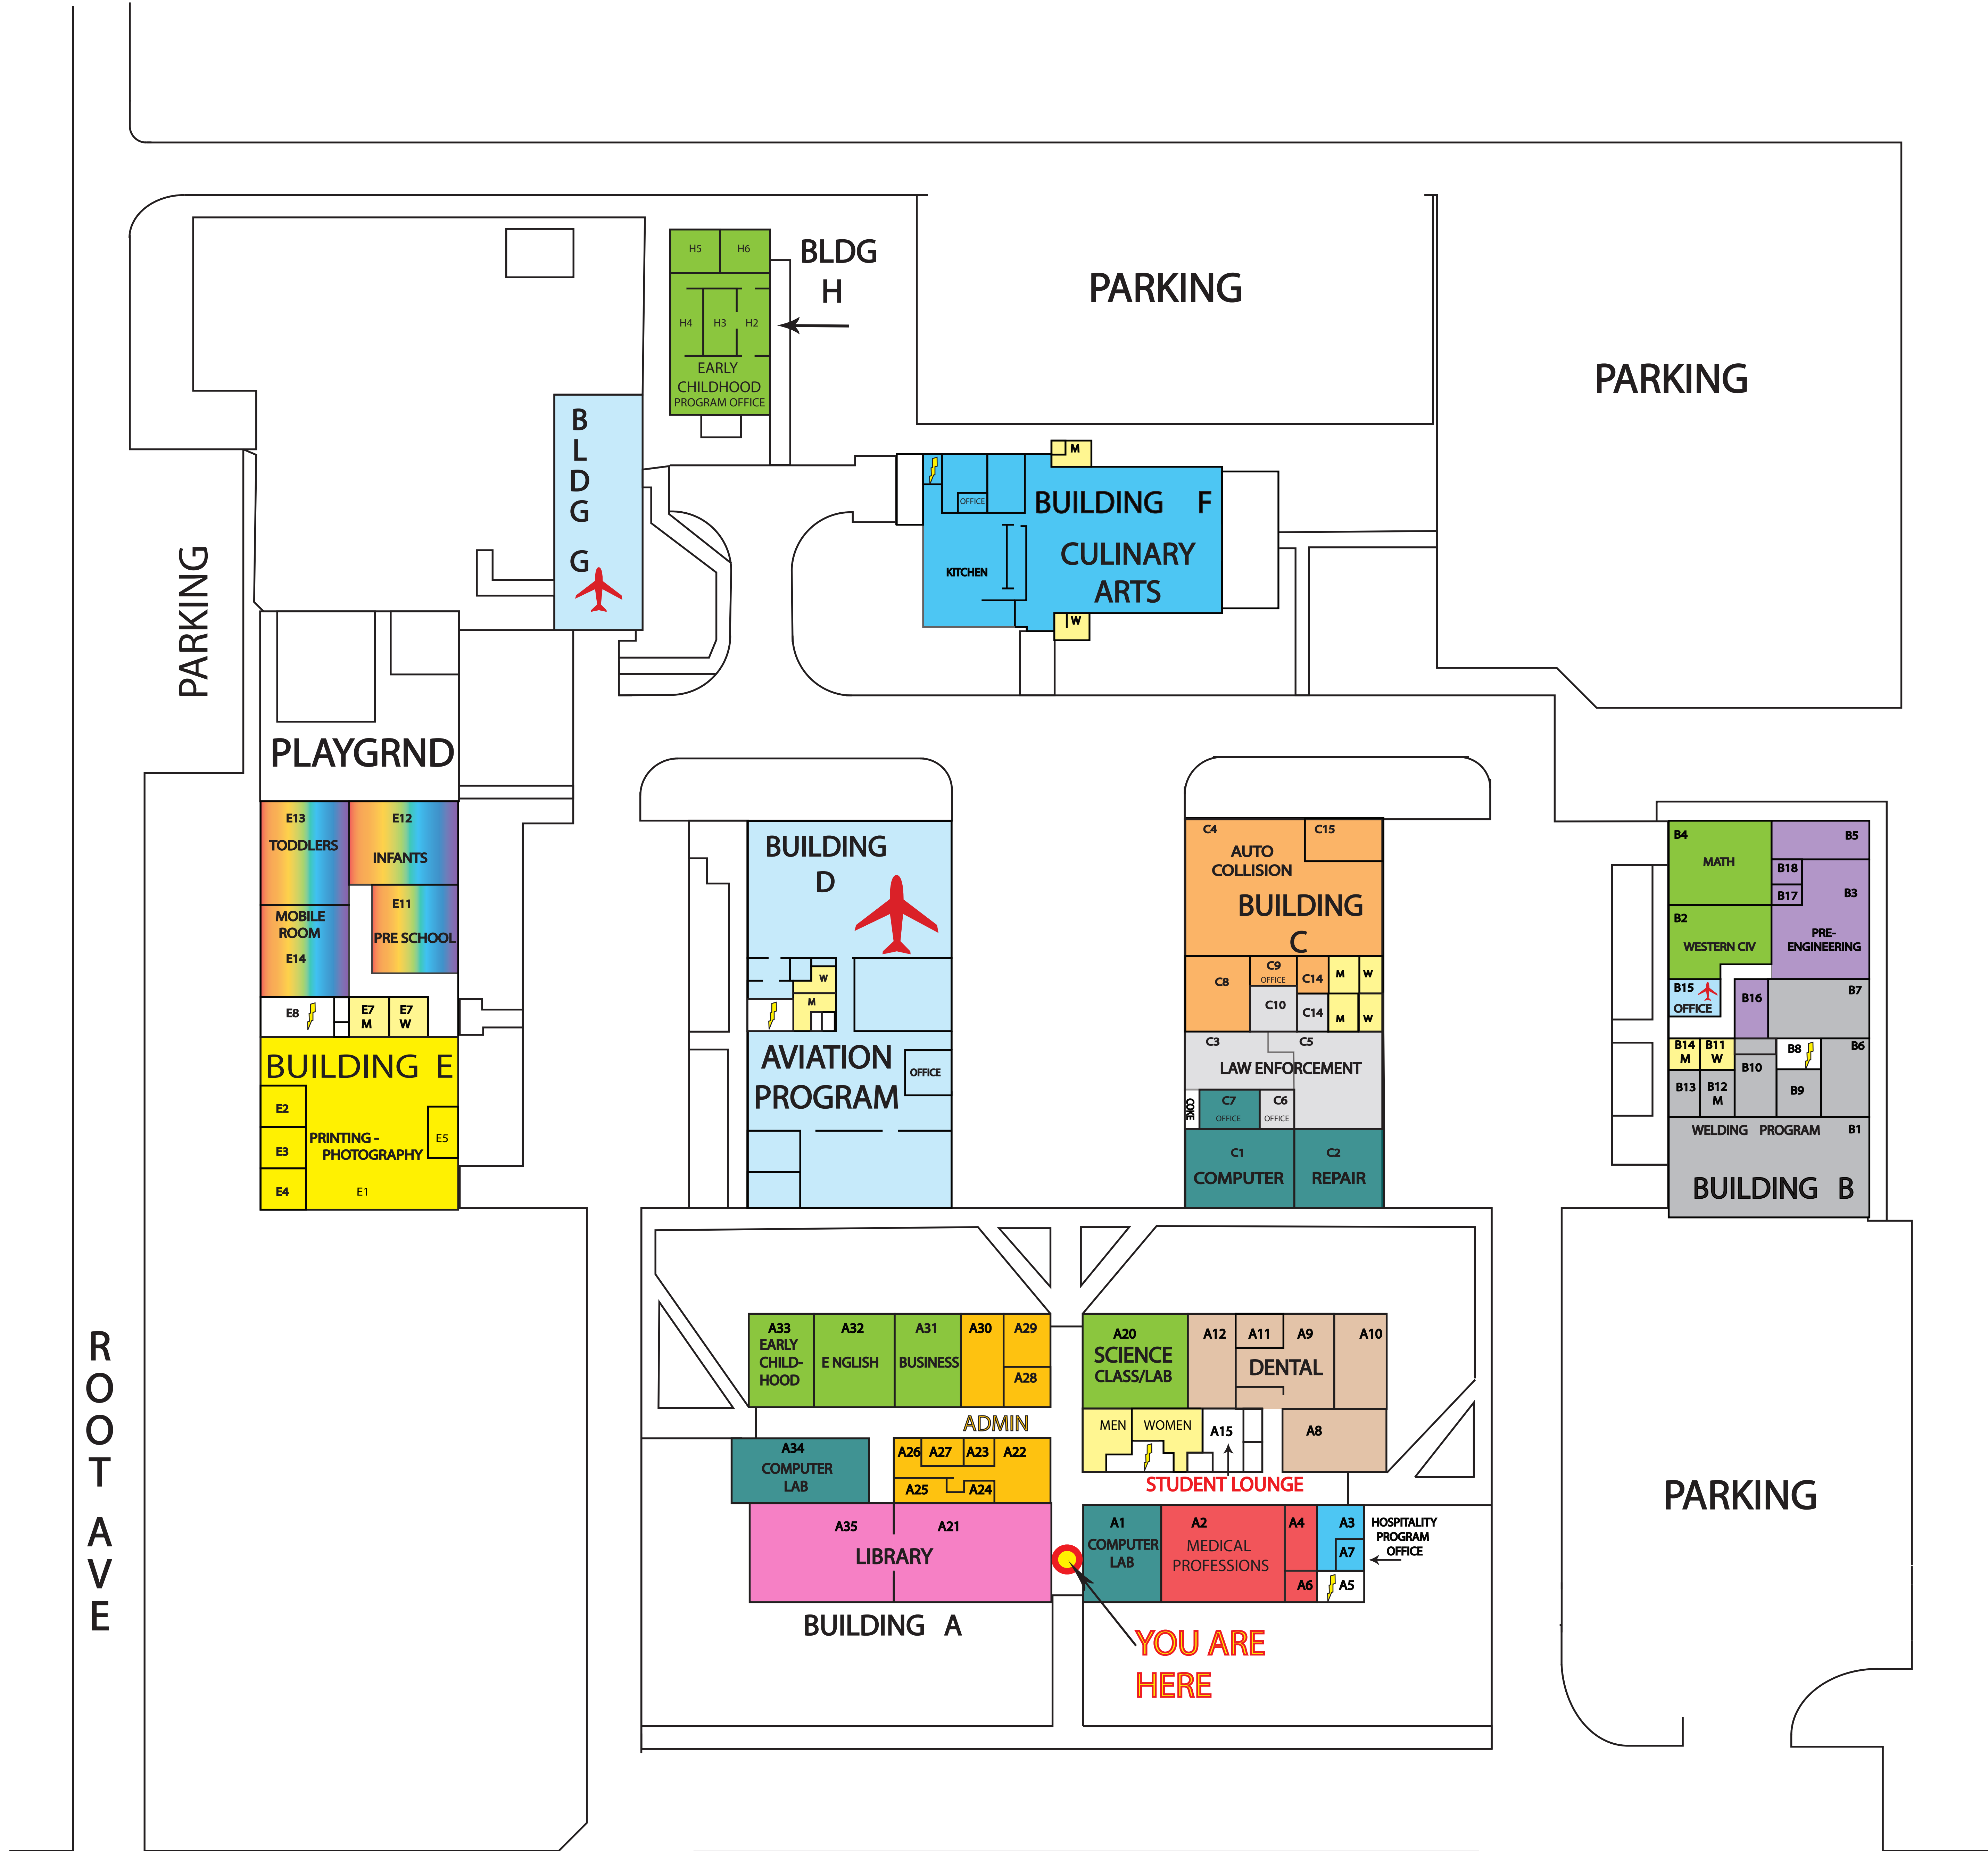 H5
H6
BLDG
H
H4
H3
H2
EARLY
CHILDHOOD
PROGRAM OFFICE
PARKING
PARKING
B
L
D
G
G
M
OFFICE
BUILDING F
CULINARY
ARTS
KITCHEN
W
PARKING
PLAYGRND
E13
TODDLERS
E12
INFANTS
MOBILE
ROOM
E14
E11
PRE SCHOOL
E8
E7
M
E7
W
BUILDING E
E2
E3
E4
PRINTING -
PHOTOGRAPHY
E5
E1
BUILDING
D
W
M
AVIATION
PROGRAM
OFFICE
C4
C15
AUTO
COLLISION
BUILDING
C
C8
C9
OFFICE
C14
M
W
C10
C14
M
W
C3
C5
LAW ENFORCEMENT
COKE
C7
OFFICE
C6
OFFICE
C1
COMPUTER
C2
REPAIR
B4
MATH
B5
B18
B17
B3
B2
WESTERN CIV
PRE-
ENGINEERING
B15
OFFICE
B16
B7
B14
M
B11
W
B10
B8
B6
B13
B12
M
B9
WELDING PROGRAM
B1
BUILDING B
ROOT AVE
A33
EARLY
CHILD-
HOOD
A32
E NGLISH
A31
BUSINESS
A30
A29
A28
ADMIN
A34
COMPUTER
LAB
A26
A27
A23
A22
A25
A24
A35
A21
LIBRARY
BUILDING A
A20
SCIENCE
CLASS/LAB
A12
A11
A9
A10
DENTAL
MEN
WOMEN
A15
A8
STUDENT LOUNGE
A1
COMPUTER
LAB
A2
MEDICAL
PROFESSIONS
A4
A3
A7
A6
A5
HOSPITALITY
PROGRAM
OFFICE
YOU ARE
HERE
PARKING